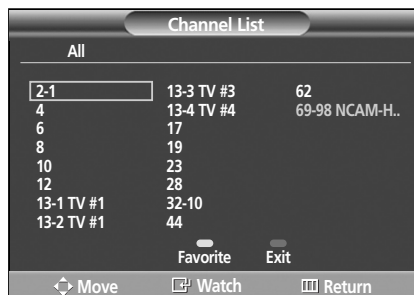 Channel List
All
2-1
4
6
8
10
12
13-1 TV #1
13-2 TV #1
13-3 TV #3
13-4 TV #4
17
19
23
28
32-10
44
62
69-98 NCAM-H..
Favorite
Exit
Move
Watch
Return